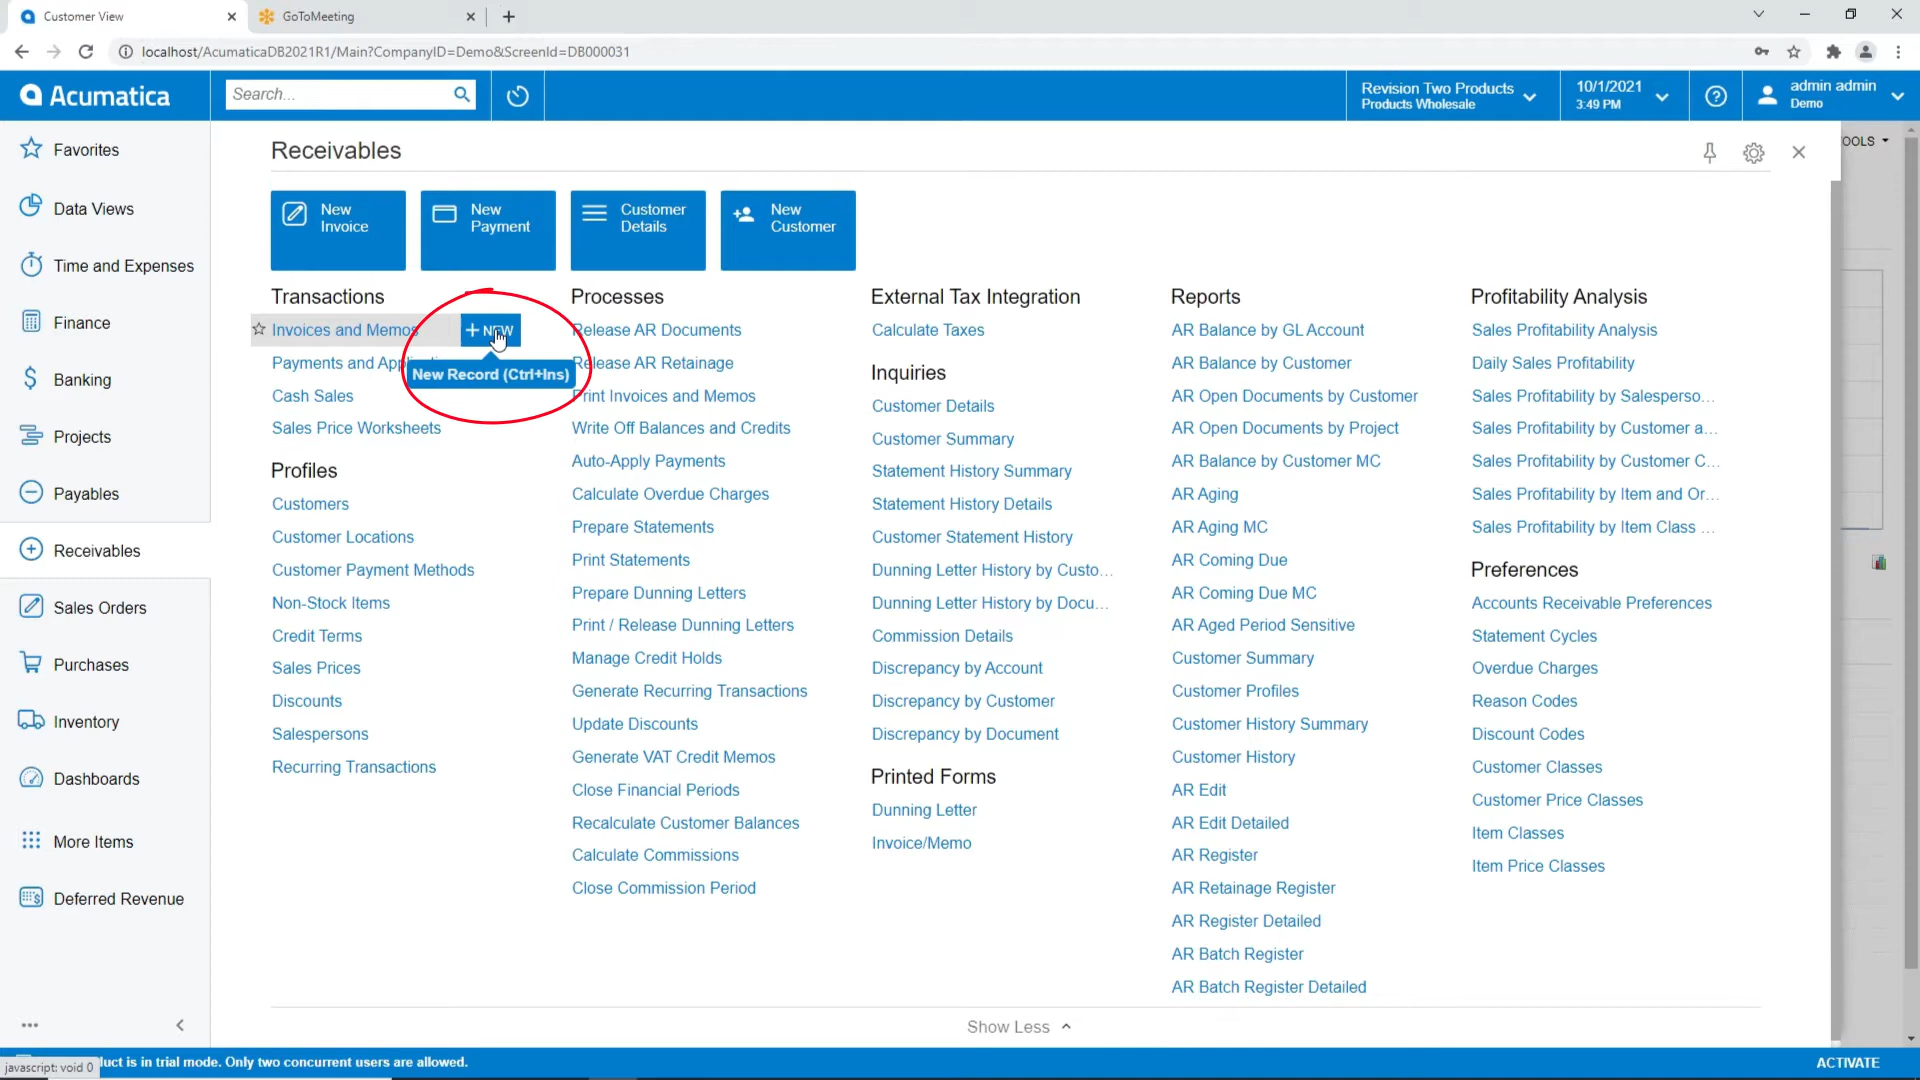 Customer View
GoToMeeting
localhost/AcumaticaDB2021R1/Main?CompanyID=Demo&ScreenId=DB000031
Acumatica
Search...
Revision Two Products
Products Wholesale
10/1/2021
3:49 PM
admin admin
Demo
Favorites
Data Views
Time and Expenses
Finance
Banking
Projects
Payables
Receivables
Sales Orders
Purchases
Inventory
Dashboards
More Items
Deferred Revenue
Receivables
OOLS
New
Invoice
New
Payment
Customer
Details
New
Customer
Transactions
Invoices and Memos
+ NEW
New Record (Ctrl+Ins)
Payments and Applicati
Cash Sales
Sales Price Worksheets
Profiles
Customers
Customer Locations
Customer Payment Methods
Non-Stock Items
Credit Terms
Sales Prices
Discounts
Salespersons
Recurring Transactions
Processes
Release AR Documents
Release AR Retainage
Print Invoices and Memos
Write Off Balances and Credits
Auto-Apply Payments
Calculate Overdue Charges
Prepare Statements
Print Statements
Prepare Dunning Letters
Print / Release Dunning Letters
Manage Credit Holds
Generate Recurring Transactions
Update Discounts
Generate VAT Credit Memos
Close Financial Periods
Recalculate Customer Balances
Calculate Commissions
Close Commission Period
External Tax Integration
Calculate Taxes
Inquiries
Customer Details
Customer Summary
Statement History Summary
Statement History Details
Customer Statement History
Dunning Letter History by Custo...
Dunning Letter History by Docu...
Commission Details
Discrepancy by Account
Discrepancy by Customer
Discrepancy by Document
Printed Forms
Dunning Letter
Invoice/Memo
Reports
AR Balance by GL Account
AR Balance by Customer
AR Open Documents by Customer
AR Open Documents by Project
AR Balance by Customer MC
AR Aging
AR Aging MC
AR Coming Due
AR Coming Due MC
AR Aged Period Sensitive
Customer Summary
Customer Profiles
Customer History Summary
Customer History
AR Edit
AR Edit Detailed
AR Register
AR Retainage Register
AR Register Detailed
AR Batch Register
AR Batch Register Detailed
Profitability Analysis
Sales Profitability Analysis
Daily Sales Profitability
Sales Profitability by Salesperso...
Sales Profitability by Customer a...
Sales Profitability by Customer C...
Sales Profitability by Item and Or...
Sales Profitability by Item Class ...
Preferences
Accounts Receivable Preferences
Statement Cycles
Overdue Charges
Reason Codes
Discount Codes
Customer Classes
Customer Price Classes
Item Classes
Item Price Classes
Show Less
javascript: void 0
uct is in trial mode. Only two concurrent users are allowed.
ACTIVATE